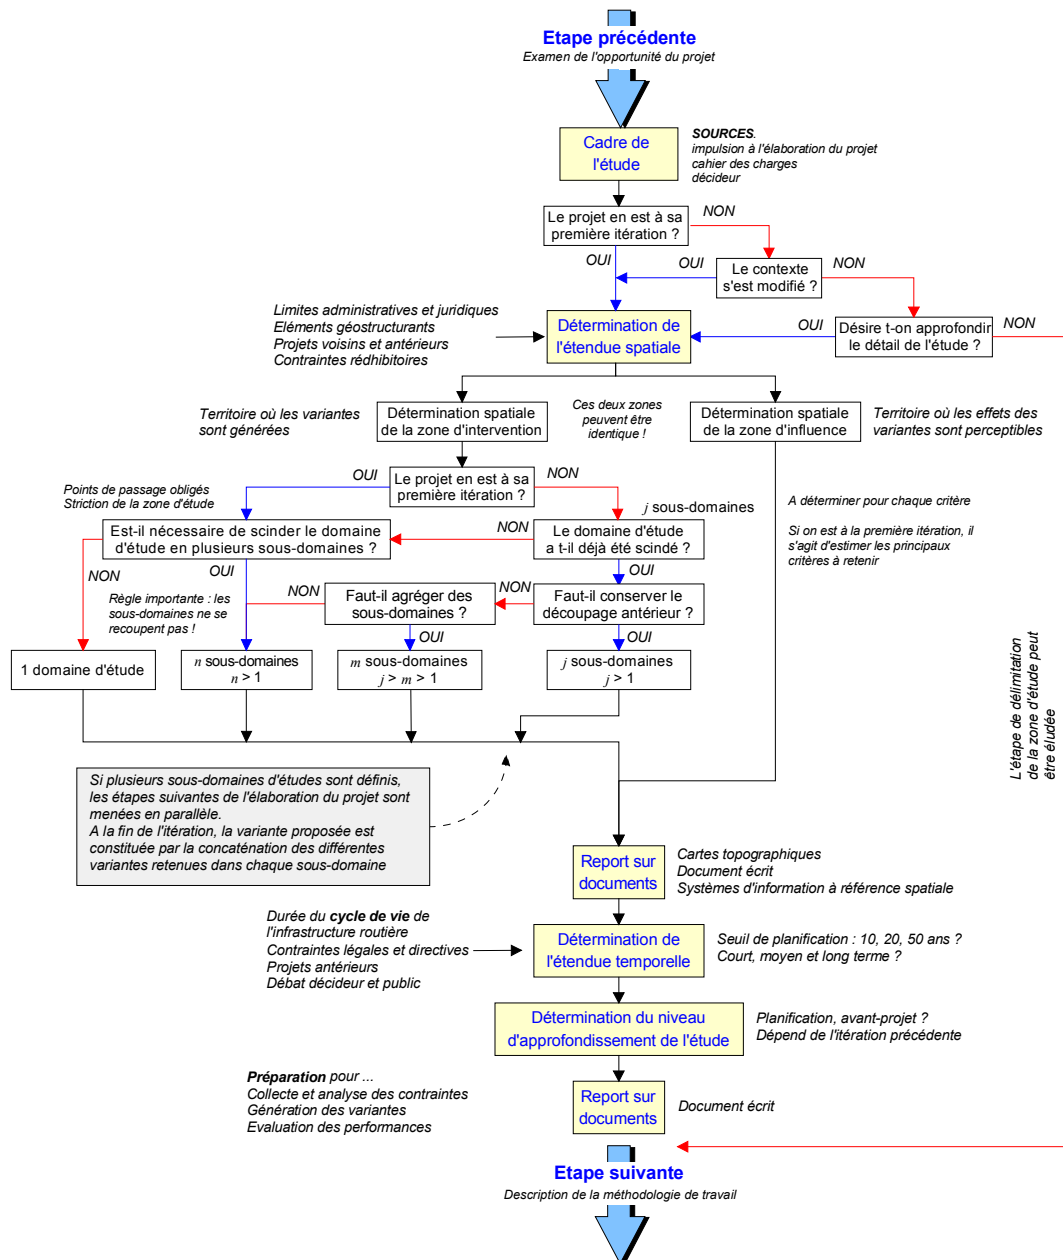 Etape précédente
Examen de l'opportunité du projet
Cadre de
l'étude
SOURCES.
impulsion à l'élaboration du projet
cahier des charges
décideur
Le projet en est à sa
première itération ?
NON
OUI
OUI
Le contexte
s'est modifié ?
NON
Limites administratives et juridiques
Eléments géostructurants
Projets voisins et antérieurs
Contraintes rédhibitoires
Détermination de
l'étendue spatiale
OUI
Désire t-on approfondir
le détail de l'étude ?
NON
Territoire où les variantes
sont générées
Détermination spatiale
de la zone d'intervention
Ces deux zones
peuvent être
identique !
Détermination spatiale
de la zone d'influence
Territoire où les effets des
variantes sont perceptibles
OUI
Le projet en est à sa
première itération ?
NON
Points de passage obligés
Striction de la zone d'étude
j sous-domaines
A déterminer pour chaque critère
Si on est à la première itération, il
s'agit d'estimer les principaux
critères à retenir
Est-il nécessaire de scinder le domaine
d'étude en plusieurs sous-domaines ?
NON
Le domaine d'étude
a t-il déjà été scindé ?
NON
OUI
OUI
Règle importante : les
sous-domaines ne se
recoupent pas !
NON
Faut-il agréger des
sous-domaines ?
NON
Faut-il conserver le
découpage antérieur ?
OUI
OUI
1 domaine d'étude
n sous-domaines
n > 1
m sous-domaines
j > m > 1
j sous-domaines
j > 1
L'étape de délimitation
de la zone d'étude peut
être éludée
Si plusieurs sous-domaines d'études sont définis,
les étapes suivantes de l'élaboration du projet sont
menées en parallèle.
A la fin de l'itération, la variante proposée est
constituée par la concaténation des différentes
variantes retenues dans chaque sous-domaine
Report sur
documents
Cartes topographiques
Document écrit
Systèmes d'information à référence spatiale
Durée du cycle de vie de
l'infrastructure routière
Contraintes légales et directives
Projets antérieurs
Débat décideur et public
Détermination de
l'étendue temporelle
Seuil de planification : 10, 20, 50 ans ?
Court, moyen et long terme ?
Détermination du niveau
d'approfondissement de l'étude
Planification, avant-projet ?
Dépend de l'itération précédente
Préparation pour ...
Collecte et analyse des contraintes
Génération des variantes
Evaluation des performances
Report sur
documents
Document écrit
Etape suivante
Description de la méthodologie de travail